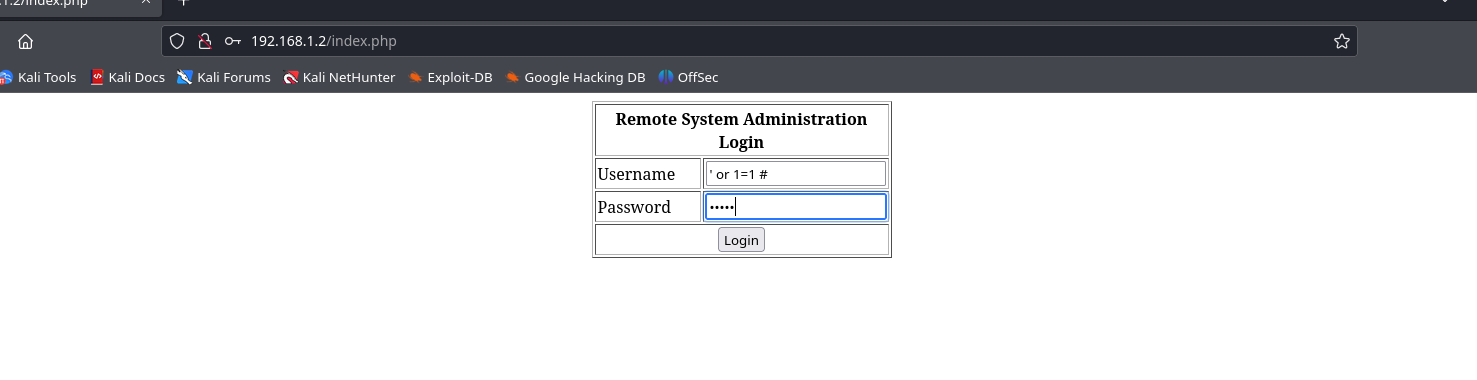 .1.2/index.php
192.168.1.2/index.php
Kali Tools Kali Docs Kali Forums Kali NetHunter Exploit-DB Google Hacking DB OffSec
Remote System Administration
Login
Username ' or 1=1 #
Password •••••
Login